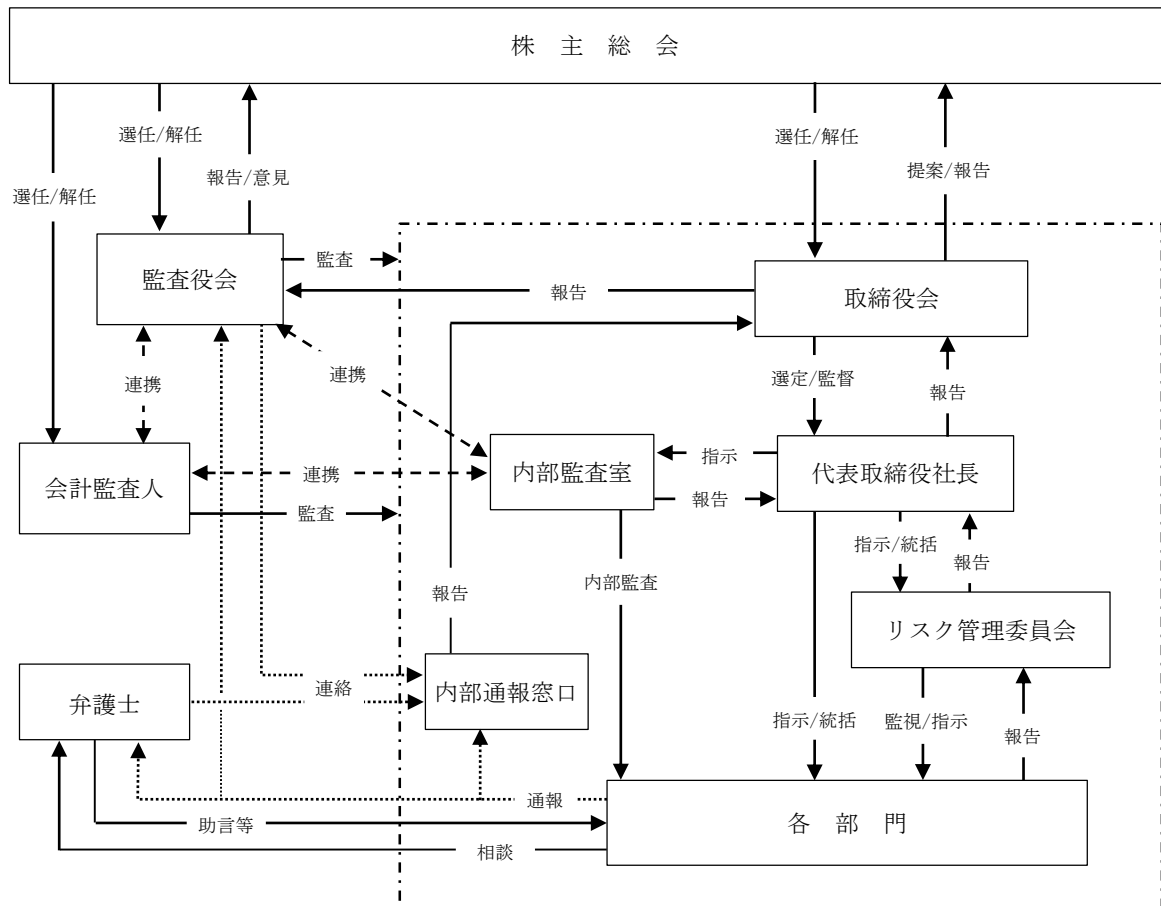 株 主 総 会
選任/解任
選任/解任
報告/意見
選任/解任
提案/報告
監査役会
監査
報告
取締役会
連携
連携
選定/監督
報告
会計監査人
連携
監査
内部監査室
指示
報告
代表取締役社長
指示/統括
報告
内部監査
報告
リスク管理委員会
弁護士
連絡
内部通報窓口
指示/統括
監視/指示
報告
通報
助言等
相談
各 部 門